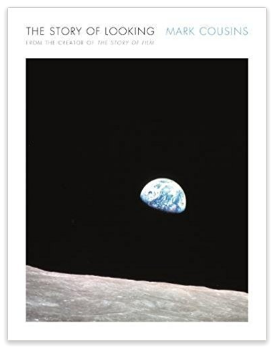 THE STORY OF LOOKING MARK COUSINS
FROM THE CREATOR OF THE STORY OF FILM